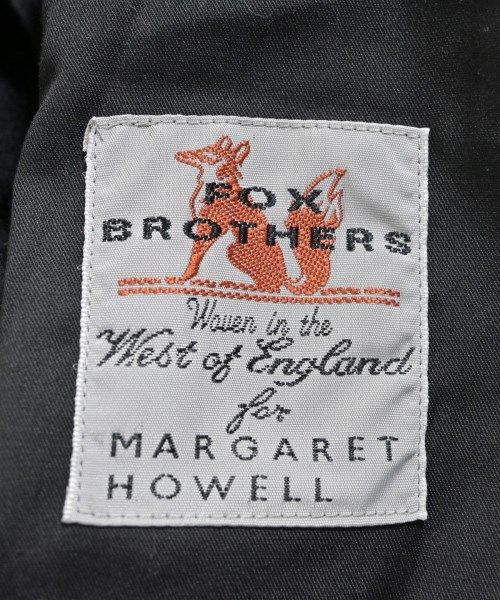 FOX
BROTHERS
Woven in the
West of England
for
MARGARET
HOWELL